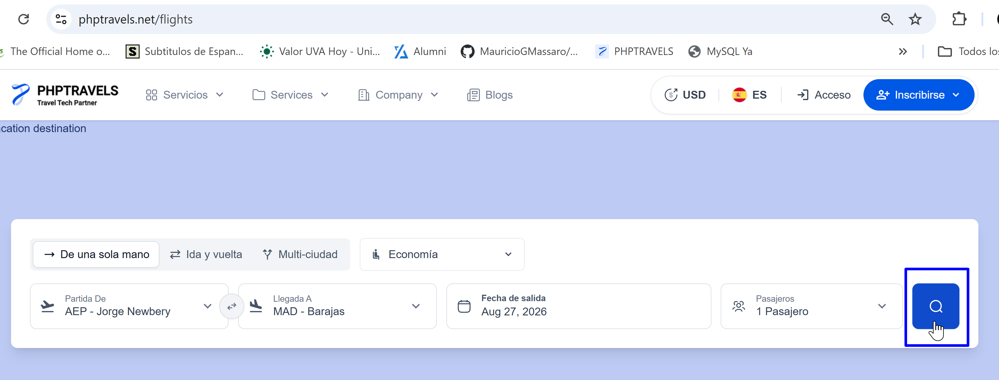 phptravels.net/flights
The Official Home o... Subtitulos de Espan... Valor UVA Hoy - Uni... Alumni MauricioGMassaro/... PHPTRAVELS MySQL Ya Todos los
PHPTRAVELS
Travel Tech Partner
Servicios Services Company Blogs USD ES Acceso Inscribirse
cation destination
De una sola mano Ida y vuelta Multi-ciudad Economía
Partida De
AEP - Jorge Newbery
Llegada A
MAD - Barajas
Fecha de salida
Aug 27, 2026
Pasajeros
1 Pasajero